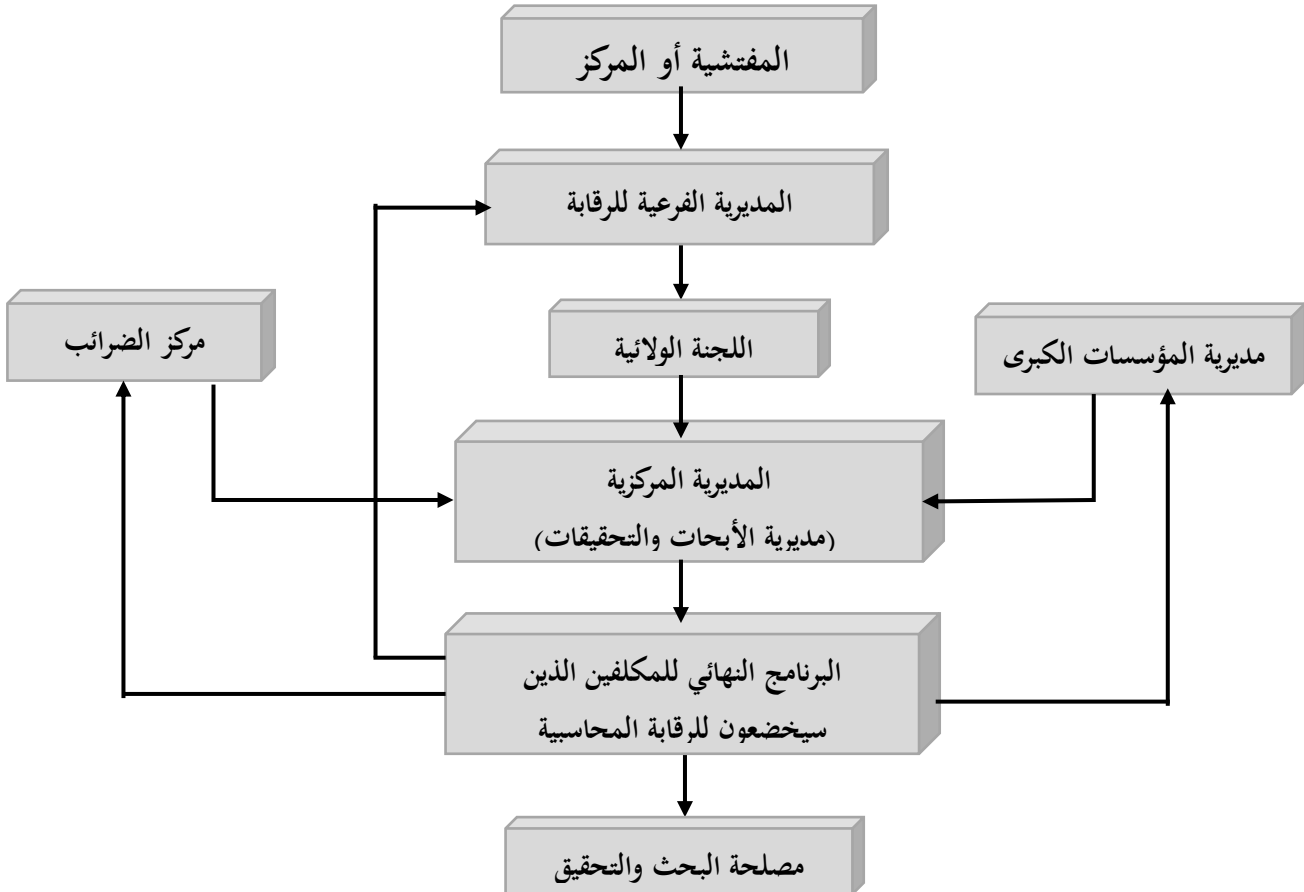 المفتشية أو المركز
المديرية الفرعية للرقابة
اللجنة الولائية
مركز الضرائب
مديرية المؤسسات الكبرى
المديرية المركزية
(مديرية الأبحات والتحقيقات)
البرنامج النهائي للمكلفين الذين
سيخضعون للرقابة المحاسبية
مصلحة البحث والتحقيق